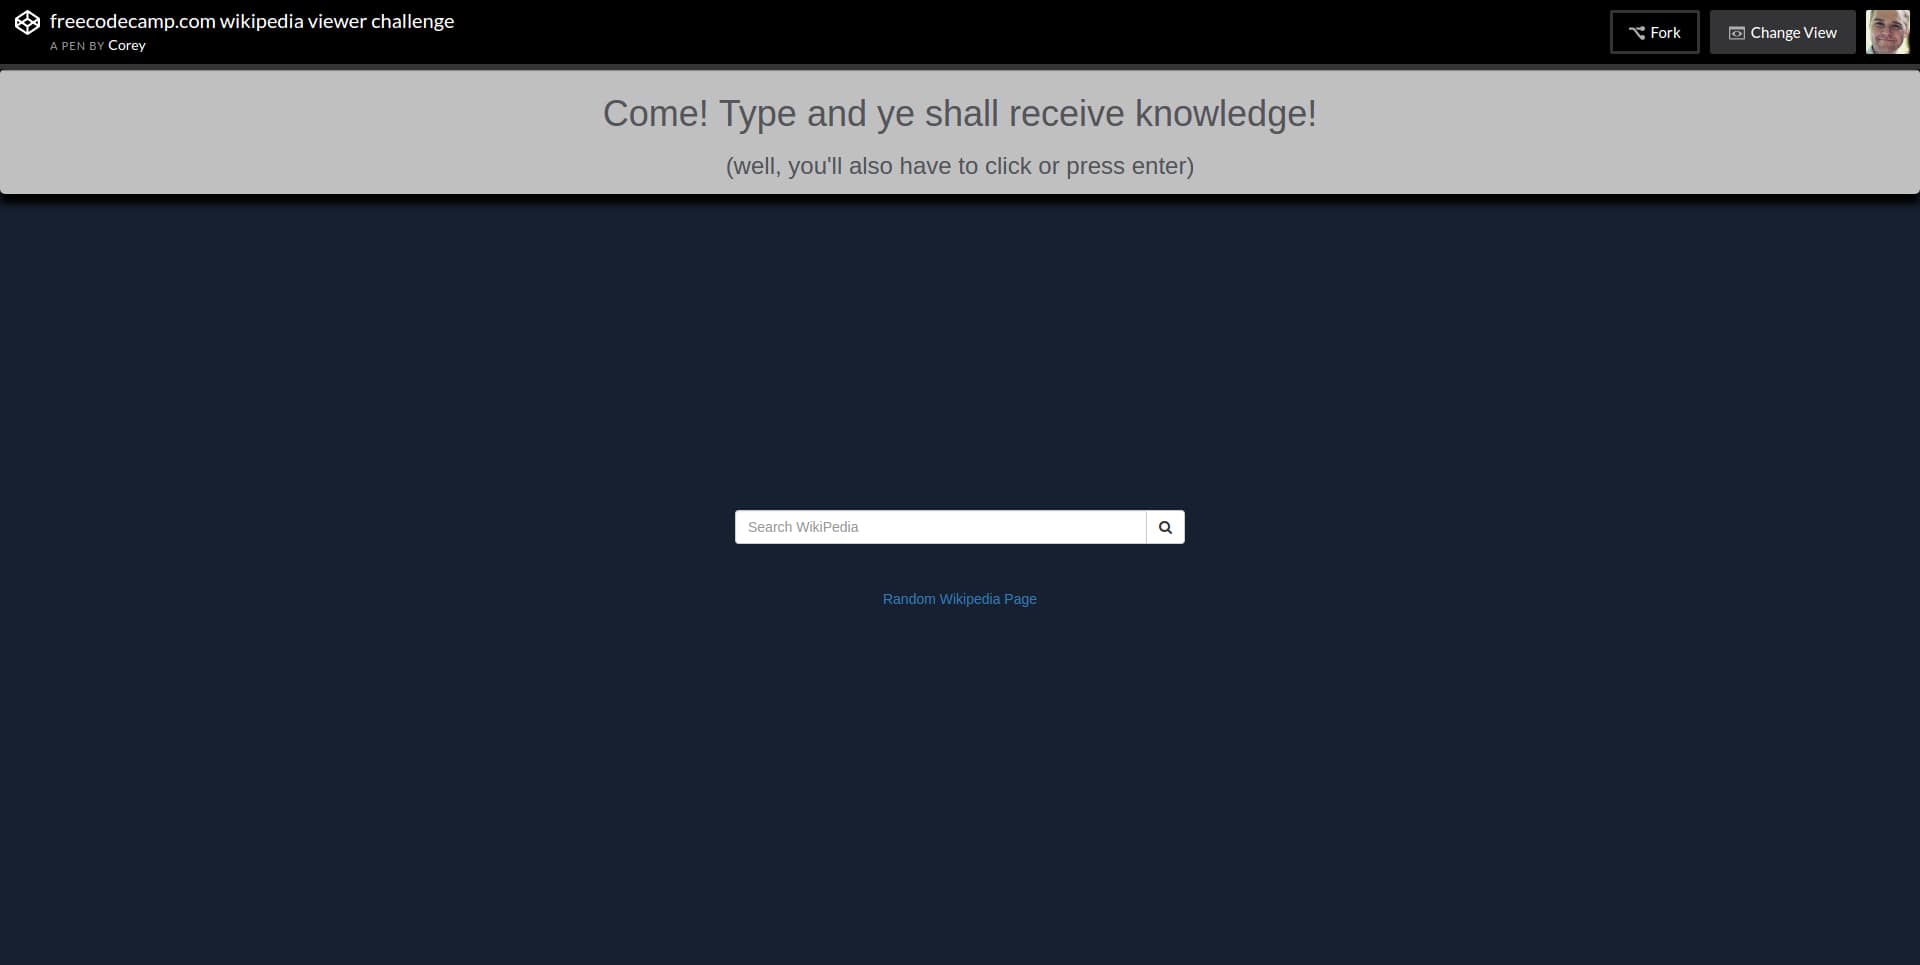 freecodecamp.com wikipedia viewer challenge
A PEN BY Corey
Fork
Change View
Come! Type and ye shall receive knowledge!
(well, you'll also have to click or press enter)
Search WikiPedia
Random Wikipedia Page